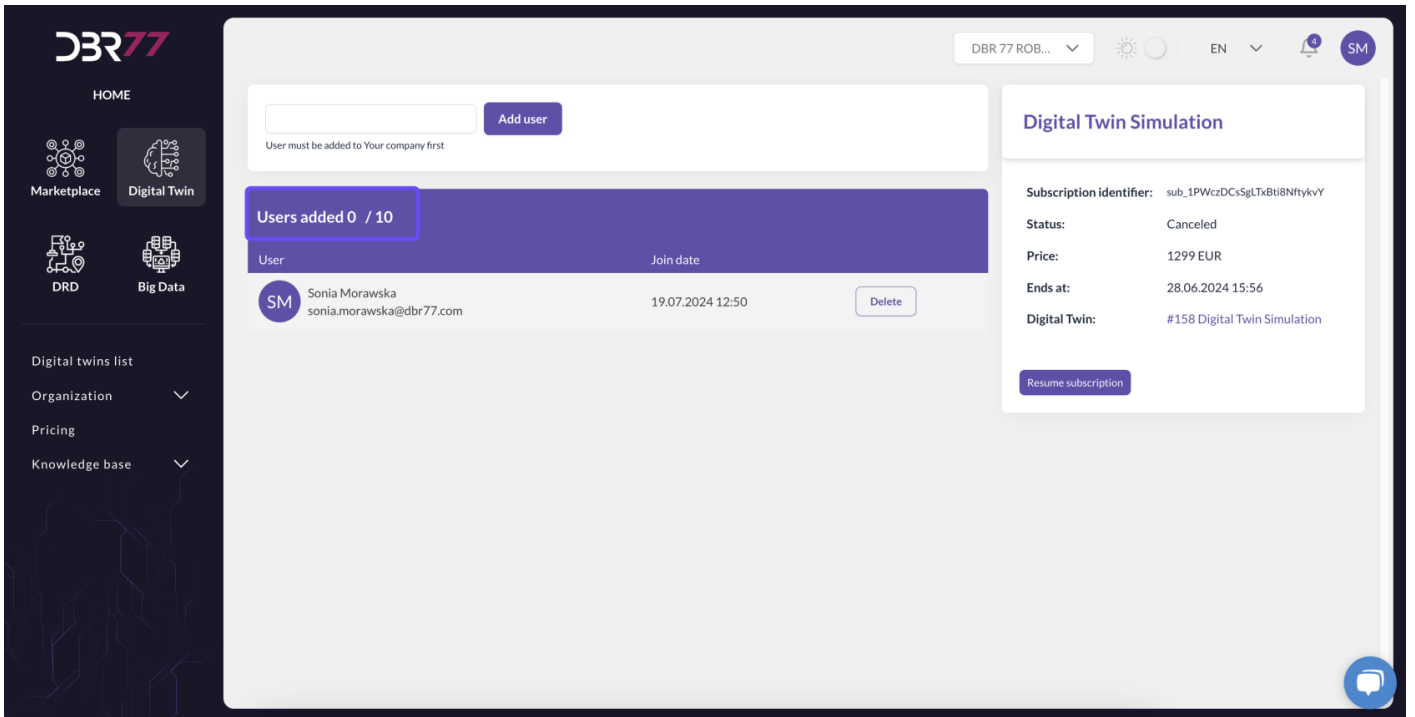 DBR77
HOME
Marketplace
Digital Twin
DRD
Big Data
Digital twins list
Organization
Pricing
Knowledge base
DBR 77 ROB...
EN
4
SM
Add user
User must be added to Your company first
Users added 0 / 10
User Join date
SM
Sonia Morawska
sonia.morawska@dbr77.com
19.07.2024 12:50
Delete
Digital Twin Simulation
Subscription identifier: sub_1PWczDCsSgLTxBti8NftykvY
Status: Canceled
Price: 1299 EUR
Ends at: 28.06.2024 15:56
Digital Twin: #158 Digital Twin Simulation
Resume subscription